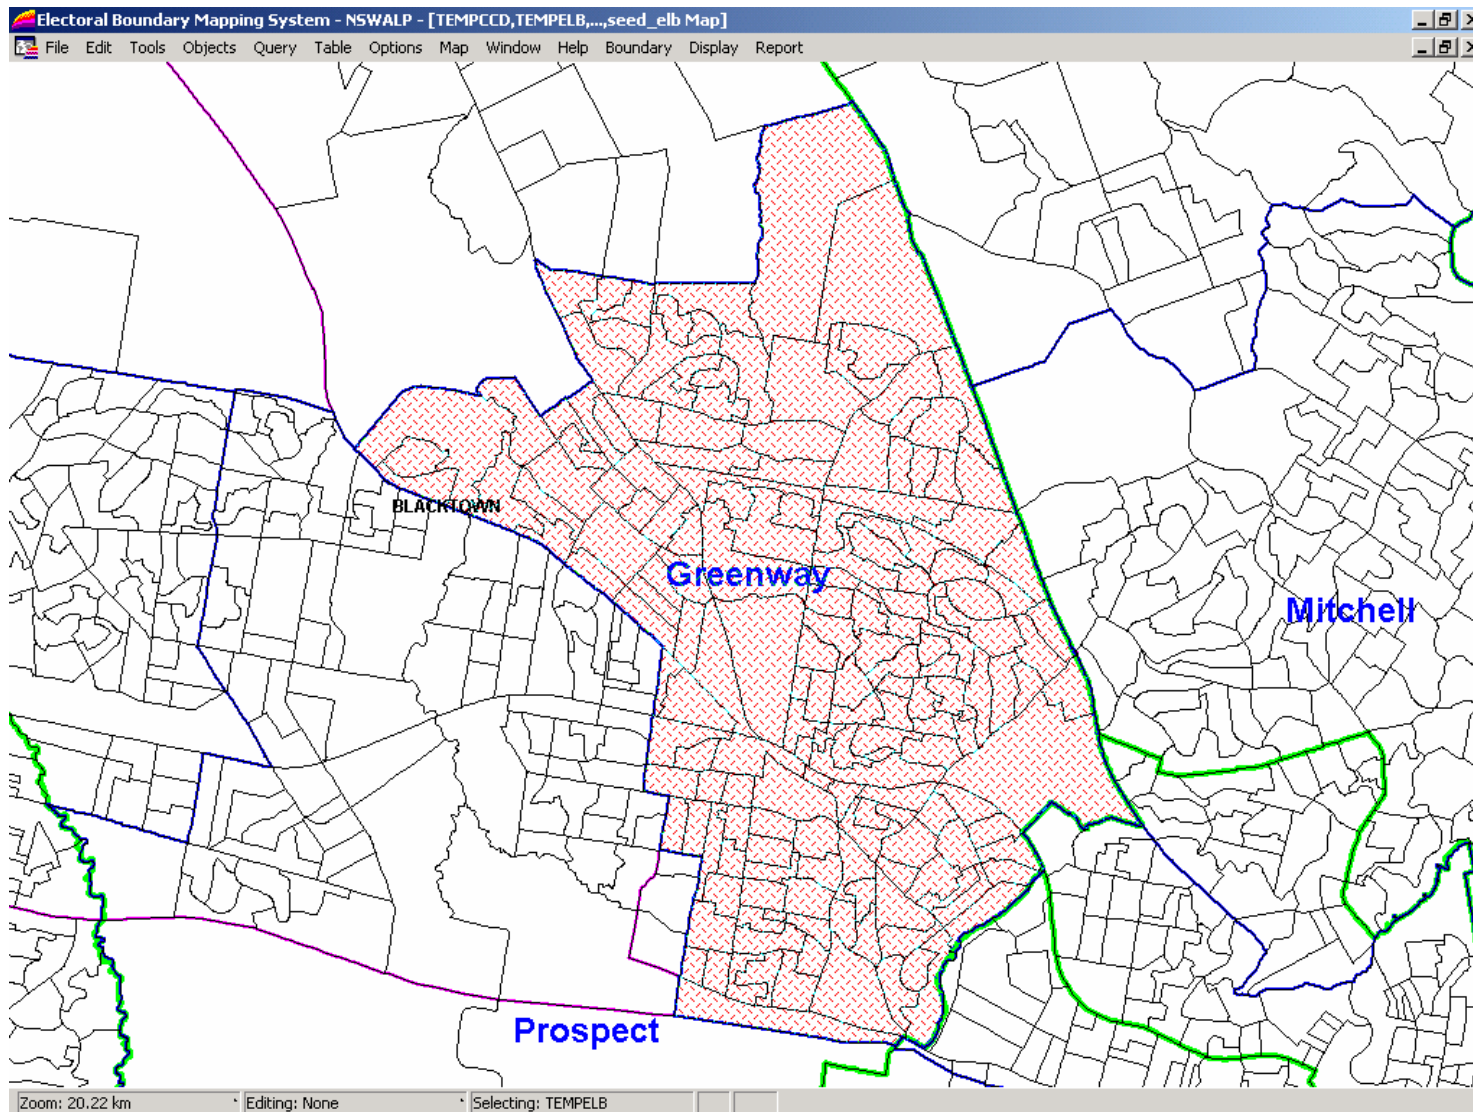 Electoral Boundary Mapping System - NSWALP - [TEMPCCD,TEMPELB,...,seed_elb Map]
File Edit Tools Objects Query Table Options Map Window Help Boundary Display Report
BLACKTOWN
Greenway
Mitchell
Prospect
Zoom: 20.22 km Editing: None Selecting: TEMPELB